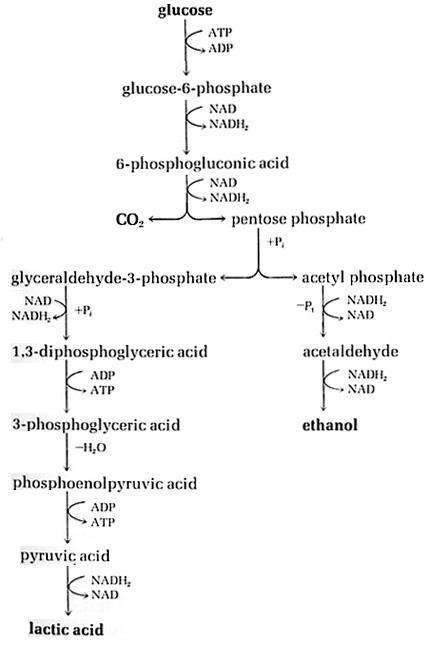 glucose
ATP
ADP
glucose-6-phosphate
NAD
NADH₂
6-phosphogluconic acid
NAD
NADH₂
CO₂
pentose phosphate
+Pᵢ
glyceraldehyde-3-phosphate
acetyl phosphate
NAD
NADH₂
+Pᵢ
−P₁
NADH₂
NAD
1,3-diphosphoglyceric acid
acetaldehyde
ADP
ATP
NADH₂
NAD
3-phosphoglyceric acid
ethanol
−H₂O
phosphoenolpyruvic acid
ADP
ATP
pyruvic acid
NADH₂
NAD
lactic acid